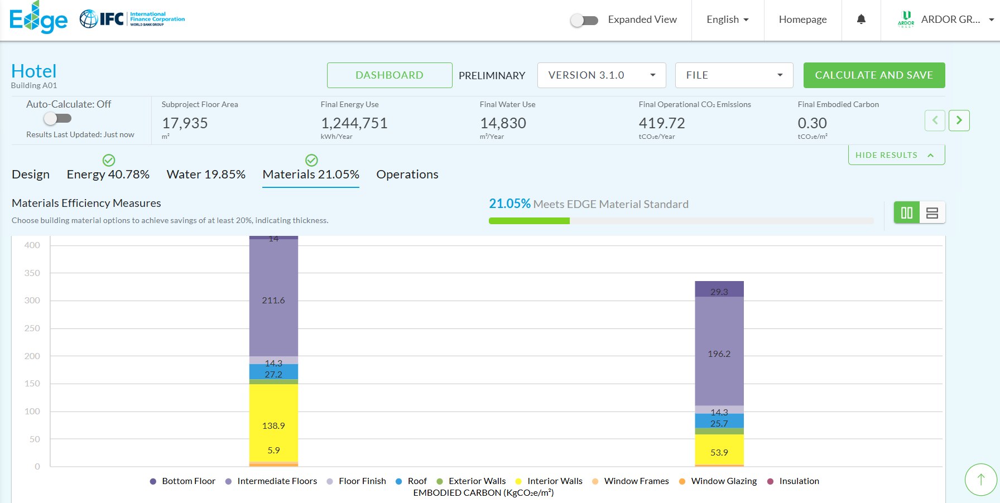 Edge
IFC International
Finance Corporation
WORLD BANK GROUP
Expanded View
English
Homepage
ARDOR
TREE
ARDOR GR...
Hotel
Building A01
DASHBOARD
PRELIMINARY
VERSION 3.1.0
FILE
CALCULATE AND SAVE
Auto-Calculate: Off
Results Last Updated: Just now
Subproject Floor Area
17,935
m²
Final Energy Use
1,244,751
kWh/Year
Final Water Use
14,830
m³/Year
Final Operational CO₂ Emissions
419.72
tCO₂e/Year
Final Embodied Carbon
0.30
tCO₂e/m²
HIDE RESULTS
Design
Energy 40.78%
Water 19.85%
Materials 21.05%
Operations
Materials Efficiency Measures
Choose building material options to achieve savings of at least 20%, indicating thickness.
21.05% Meets EDGE Material Standard
400
350
300
250
200
150
100
50
0
14
211.6
14.3
27.2
138.9
5.9
29.3
196.2
14.3
25.7
53.9
Bottom Floor
Intermediate Floors
Floor Finish
Roof
Exterior Walls
Interior Walls
Window Frames
Window Glazing
Insulation
EMBODIED CARBON (KgCO₂e/m²)